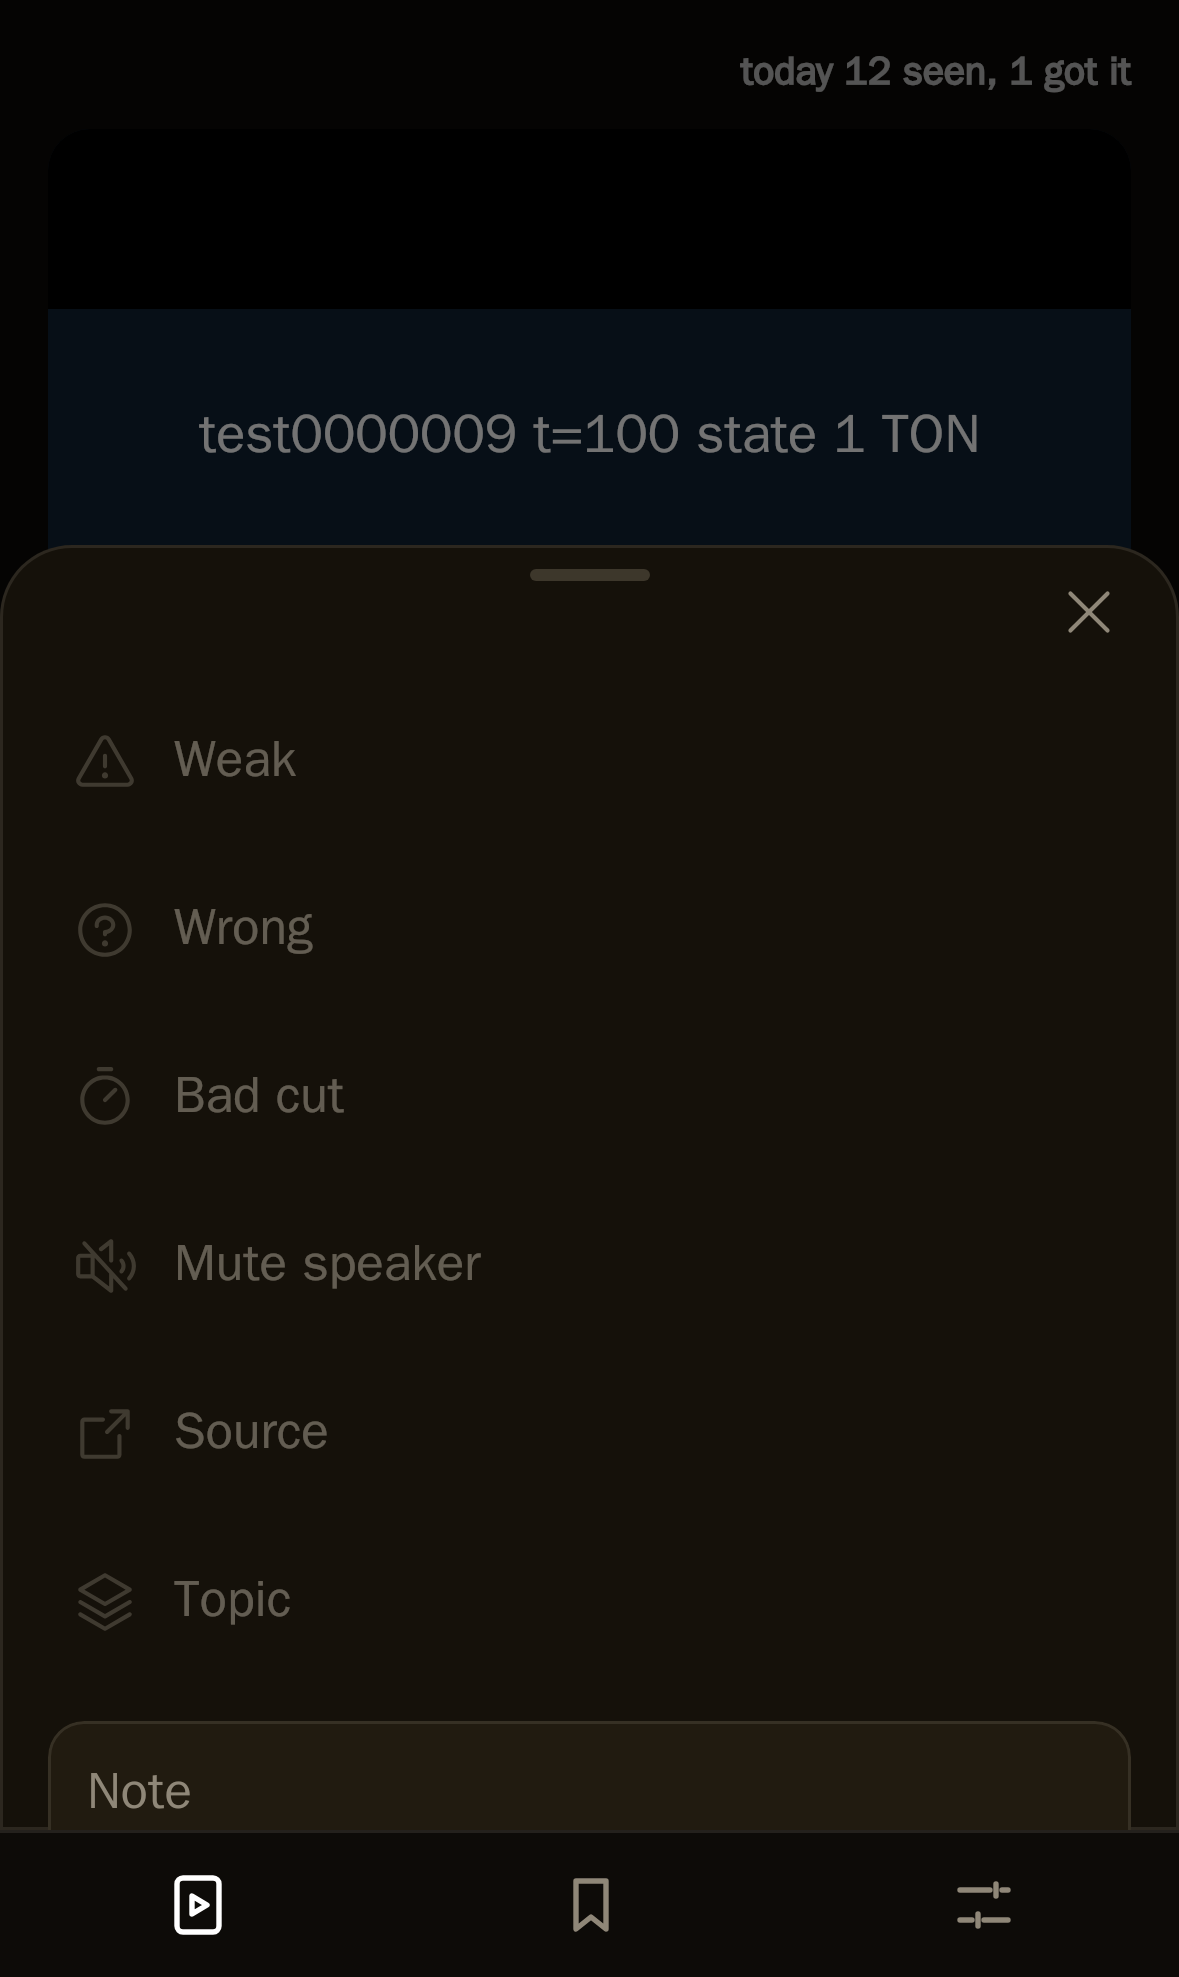 today 12 seen, 1 got it
test0000009 t=100 state 1 TON
Weak
Wrong
Bad cut
Mute speaker
Source
Topic
Note